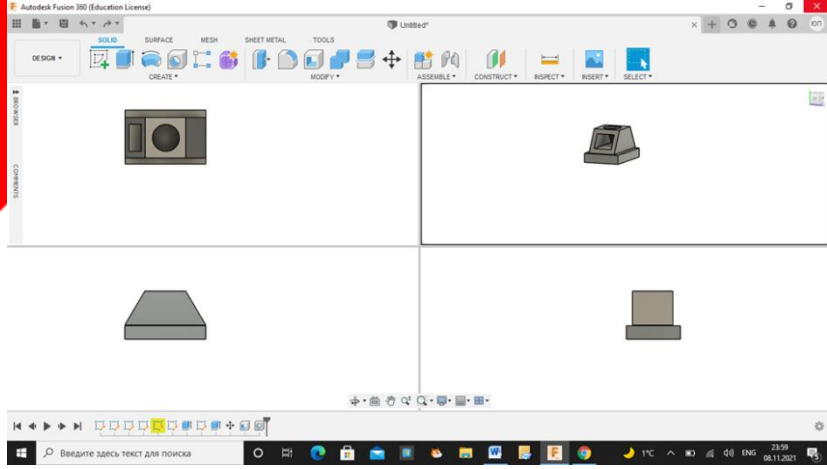 Autodesk Fusion 360 (Education License)
Untitled*
SOLID SURFACE MESH SHEET METAL TOOLS
DESIGN
CREATE MODIFY ASSEMBLE CONSTRUCT INSPECT INSERT SELECT
BROWSER
COMMENTS
Введите здесь текст для поиска
1°C
ENG
23:59
08.11.2021